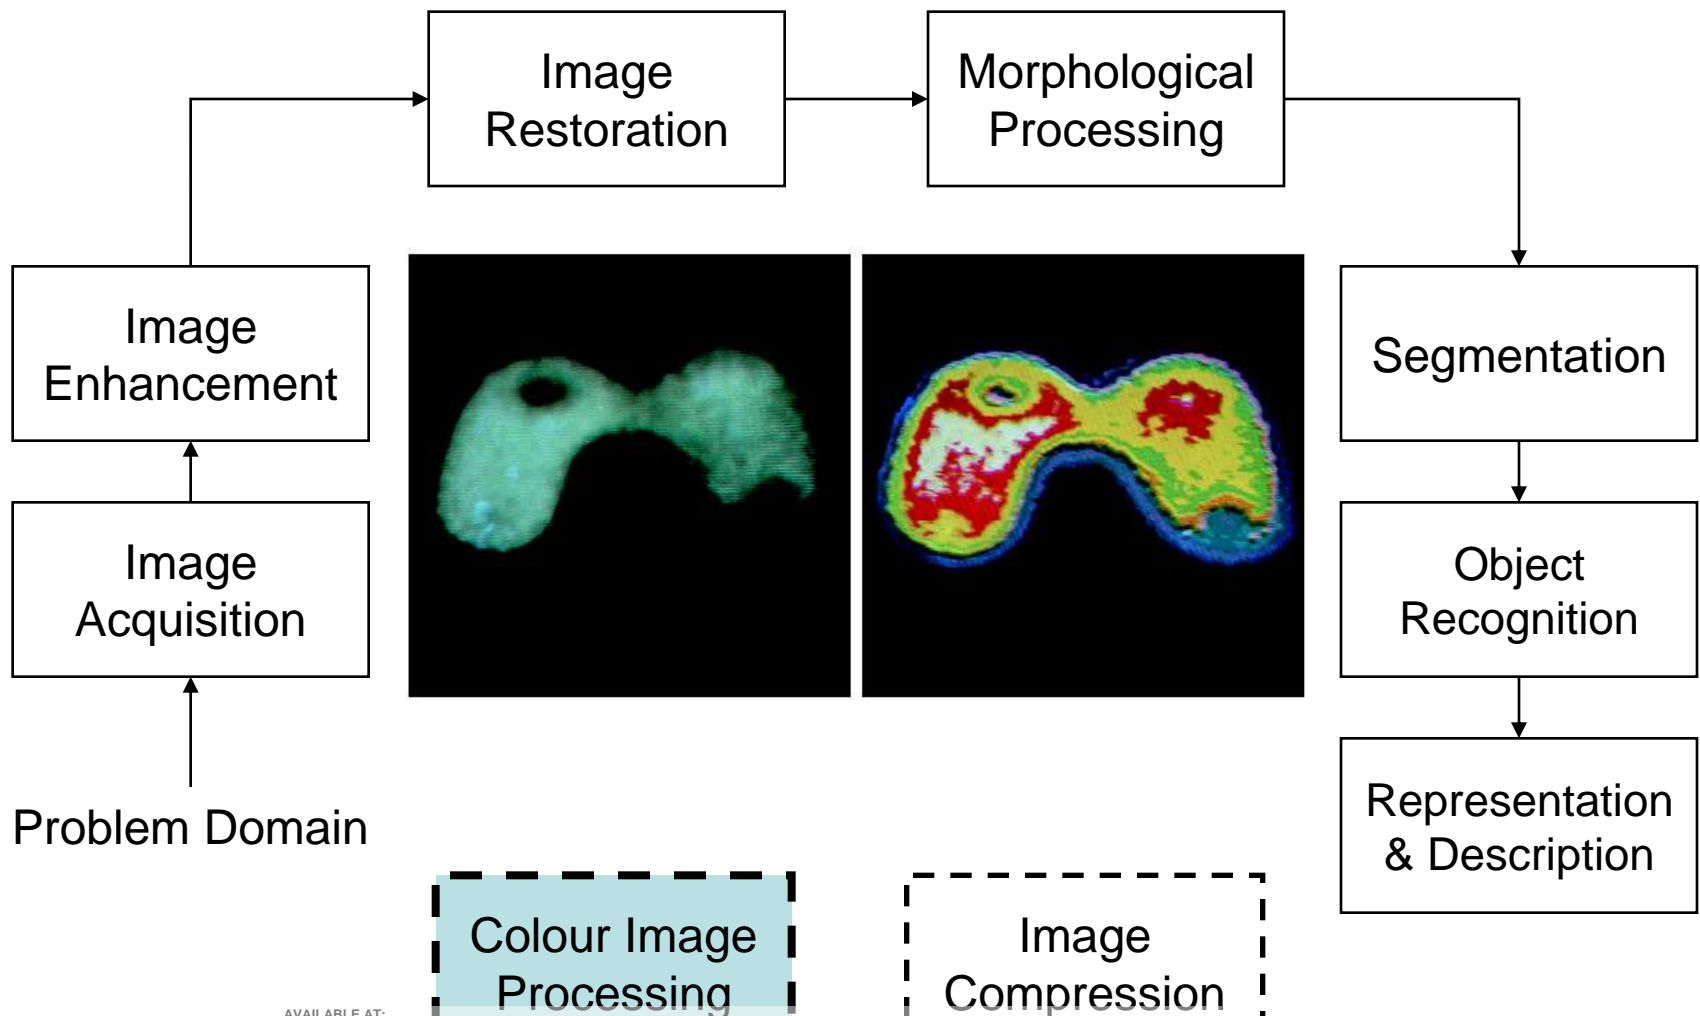 Image
Restoration
Morphological
Processing
Image
Enhancement
Segmentation
Image
Acquisition
Object
Recognition
Problem Domain
Representation
& Description
Colour Image
Processing
Image
Compression
AVAILABLE AT: